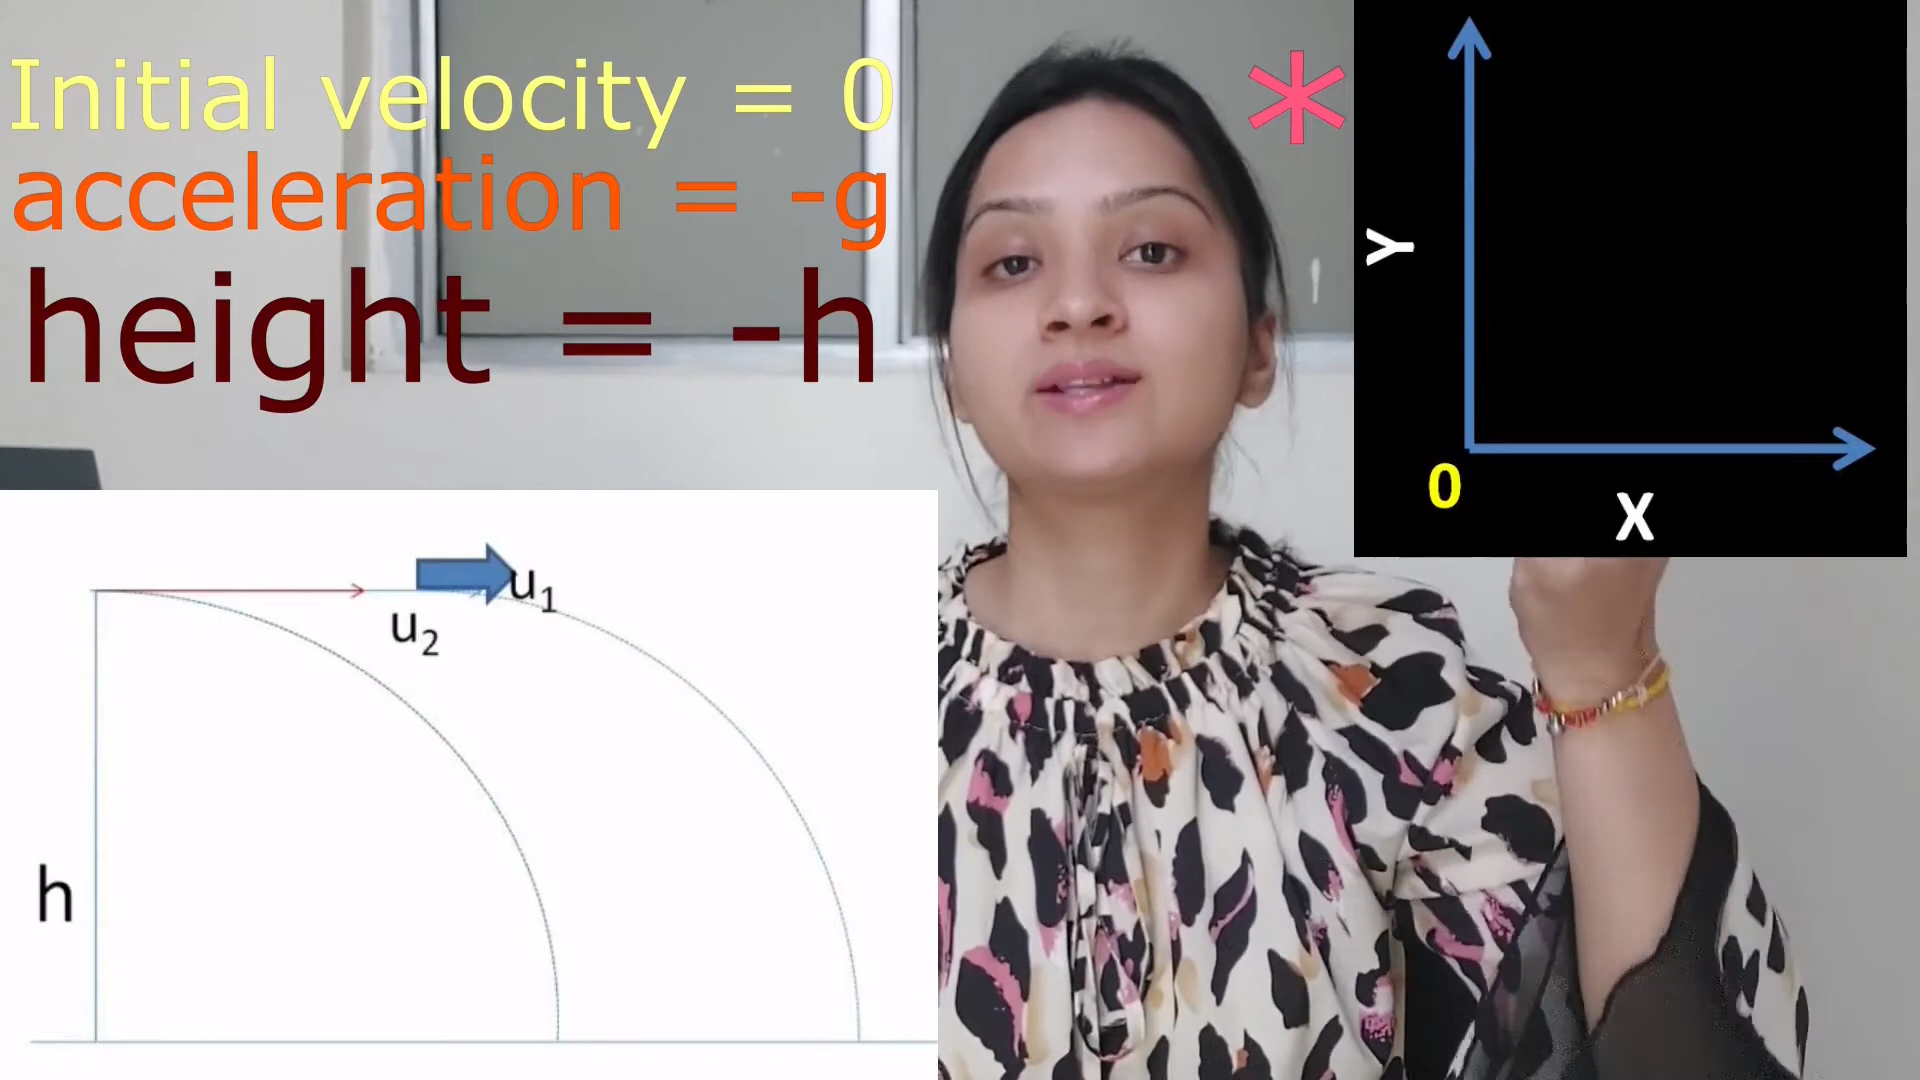 Initial velocity = 0
acceleration = -g
height = -h
*
Y
0
X
u₁
u₂
h